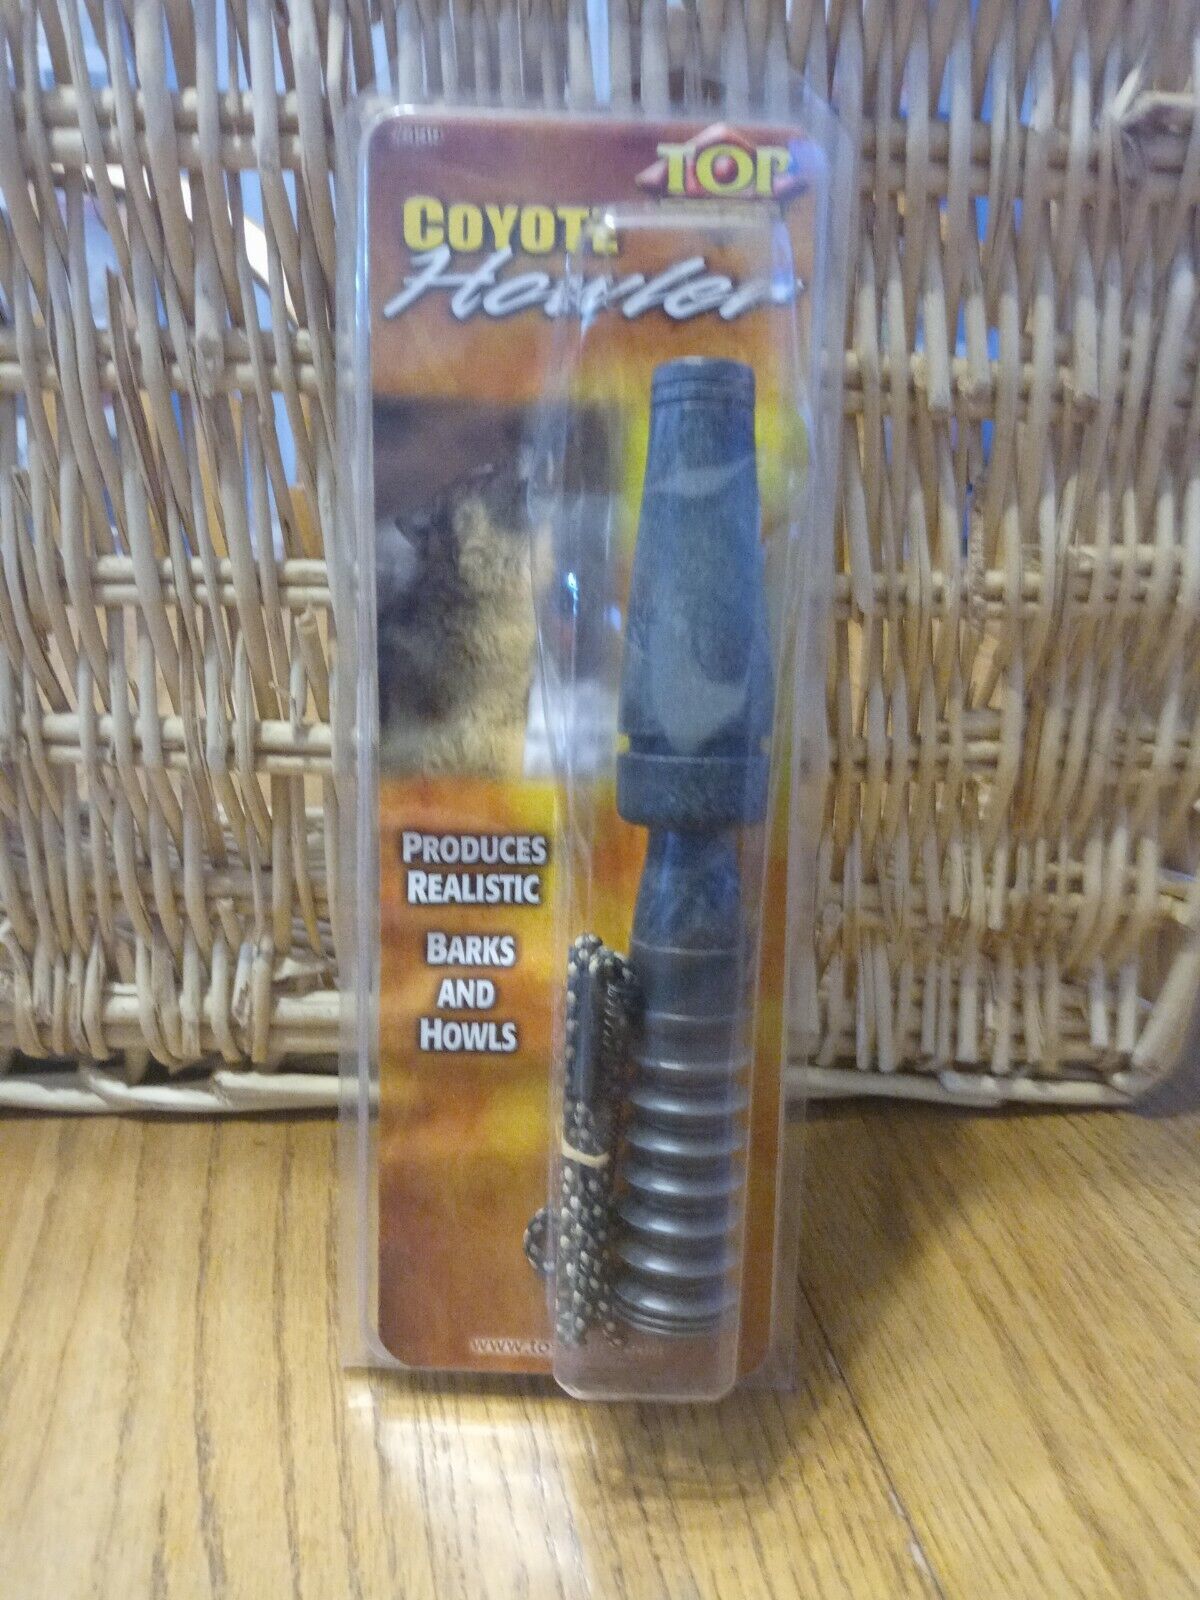 TOP
COYOTE
Howler
PRODUCES
REALISTIC
BARKS
AND
HOWLS